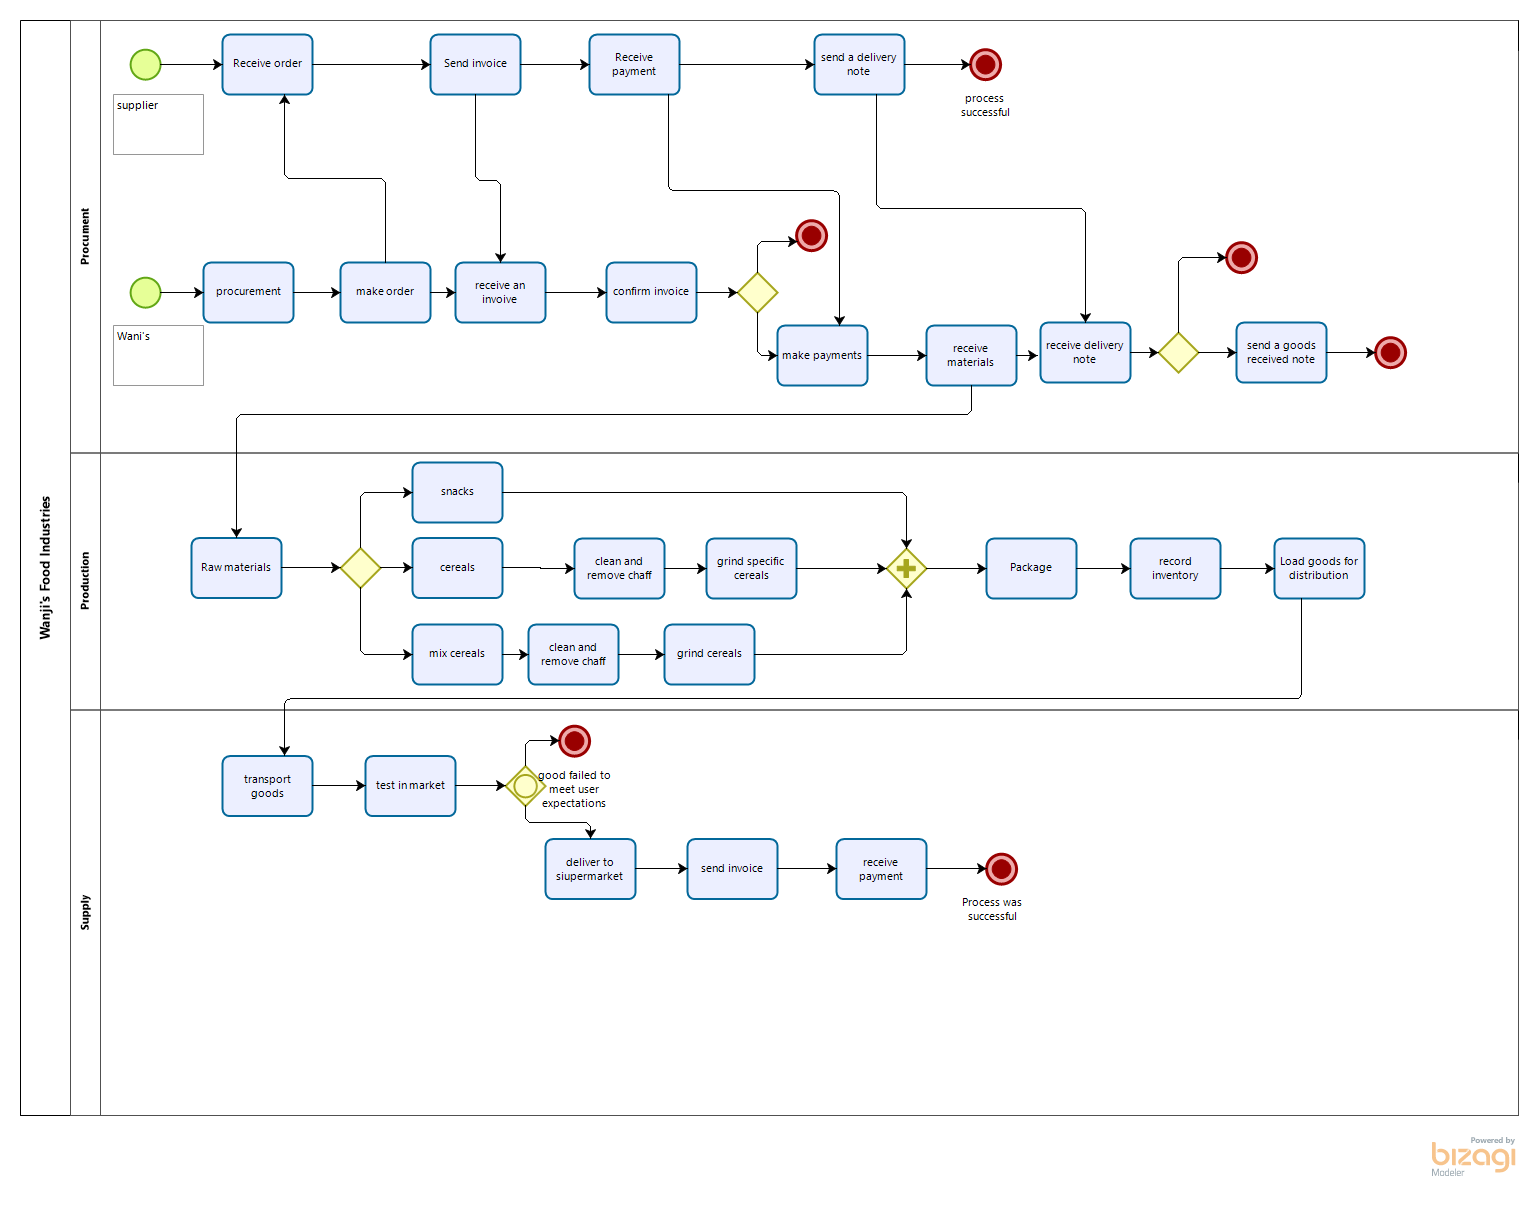 Wanji's Food Industries
Procument
Receive order
Send invoice
Receive
payment
send a delivery
note
process
successful
supplier
procurement
make order
receive an
invoive
confirm invoice
make payments
receive
materials
receive delivery
note
send a goods
received note
Wani's
Production
snacks
Raw materials
cereals
clean and
remove chaff
grind specific
cereals
Package
record
inventory
Load goods for
distribution
mix cereals
clean and
remove chaff
grind cereals
Supply
transport
goods
test in market
good failed to
meet user
expectations
deliver to
siupermarket
send invoice
receive
payment
Process was
successful
Powered by
bizagi
Modeler